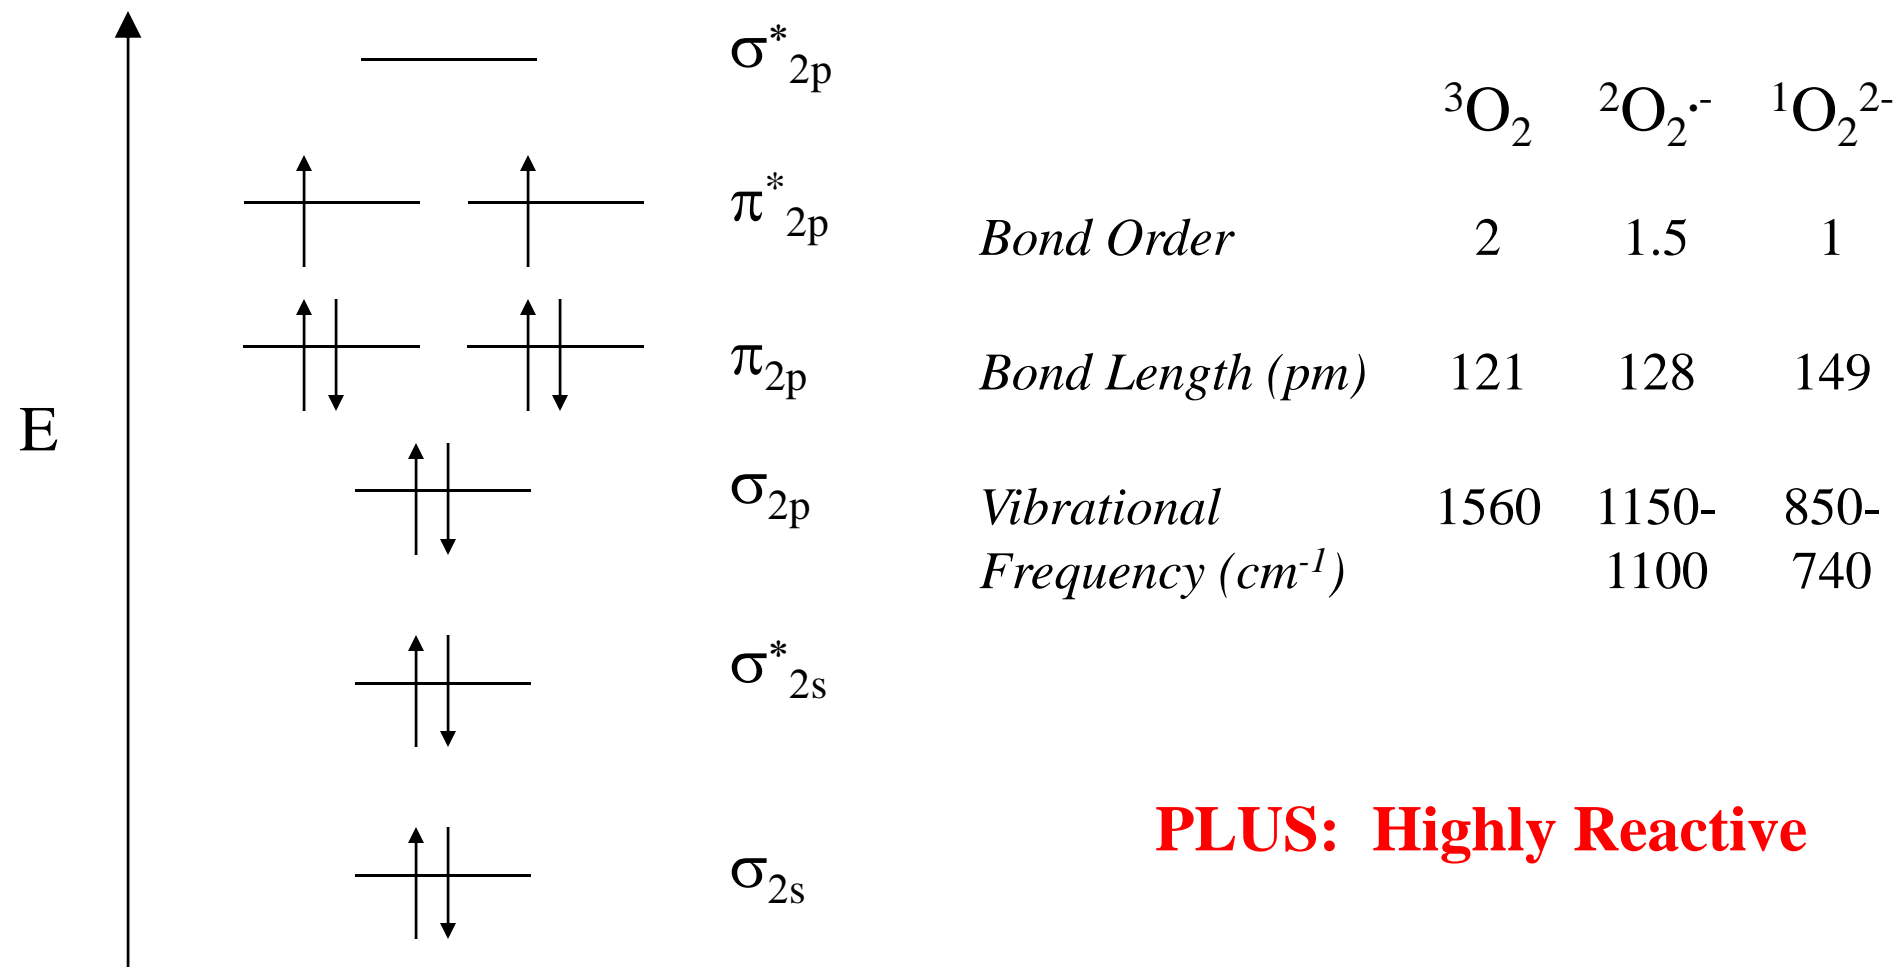 E
σ*2p
π*2p
π2p
σ2p
σ*2s
σ2s
³O₂ ²O₂·⁻ ¹O₂²⁻
Bond Order 2 1.5 1
Bond Length (pm) 121 128 149
Vibrational 1560 1150- 850-
Frequency (cm⁻¹) 1100 740
PLUS: Highly Reactive